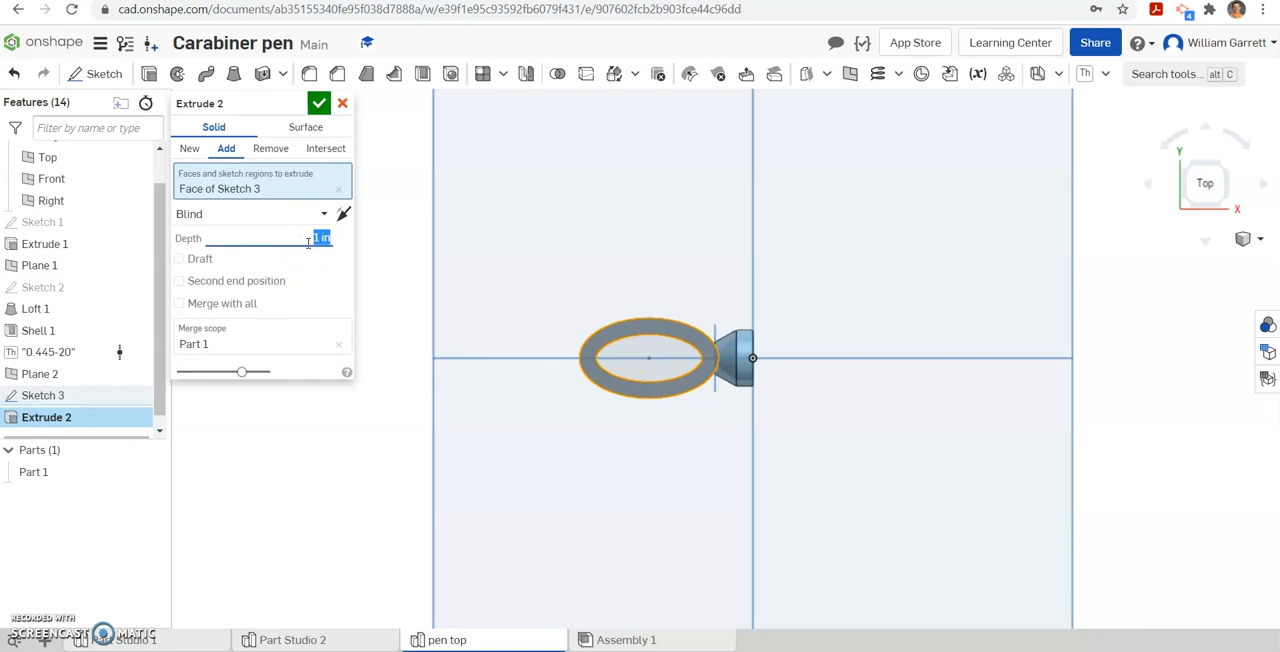 cad.onshape.com/documents/ab35155340fe95f038d7888a/w/e39f1e95c93592fb6079f431/e/907602fcb2b903fce44c96dd
4
onshape
Carabiner pen Main
App Store
Learning Center
Share
William Garrett
Sketch
(x)
Th
Search tools... alt C
Features (14)
Filter by name or type
Top
Front
Right
Sketch 1
Extrude 1
Plane 1
Sketch 2
Loft 1
Shell 1
Th "0.445-20"
Plane 2
Sketch 3
Extrude 2
Parts (1)
Part 1
Extrude 2
Solid Surface
New Add Remove Intersect
Faces and sketch regions to extrude
Face of Sketch 3
Blind
Depth 1 in
Draft
Second end position
Merge with all
Merge scope
Part 1
Y
Top
X
RECORDED WITH
SCREENCAST MATIC
Part Studio 1
Part Studio 2
pen top
Assembly 1